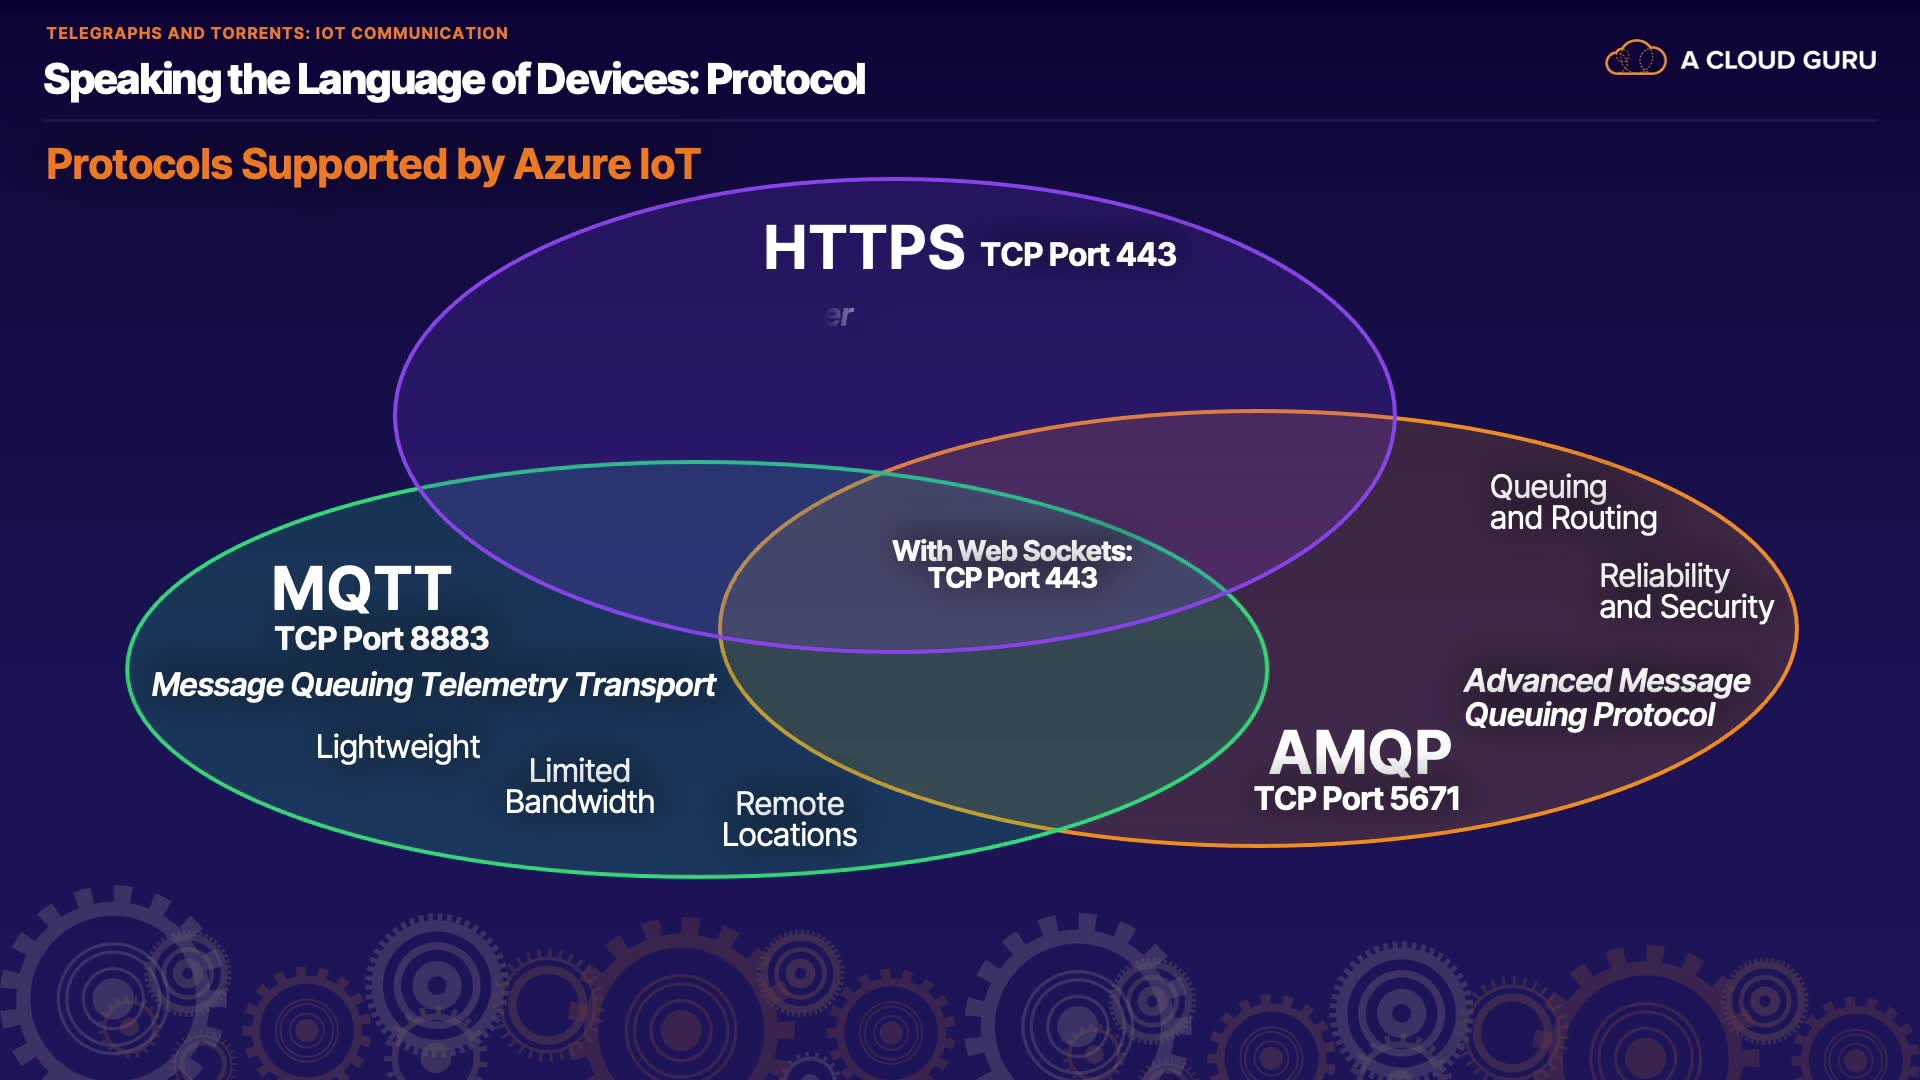 TELEGRAPHS AND TORRENTS: IOT COMMUNICATION
Speaking the Language of Devices: Protocol
A CLOUD GURU
Protocols Supported by Azure IoT
HTTPS TCP Port 443
With Web Sockets:
TCP Port 443
MQTT
TCP Port 8883
Message Queuing Telemetry Transport
Lightweight
Limited
Bandwidth
Remote
Locations
Queuing
and Routing
Reliability
and Security
Advanced Message
Queuing Protocol
AMQP
TCP Port 5671